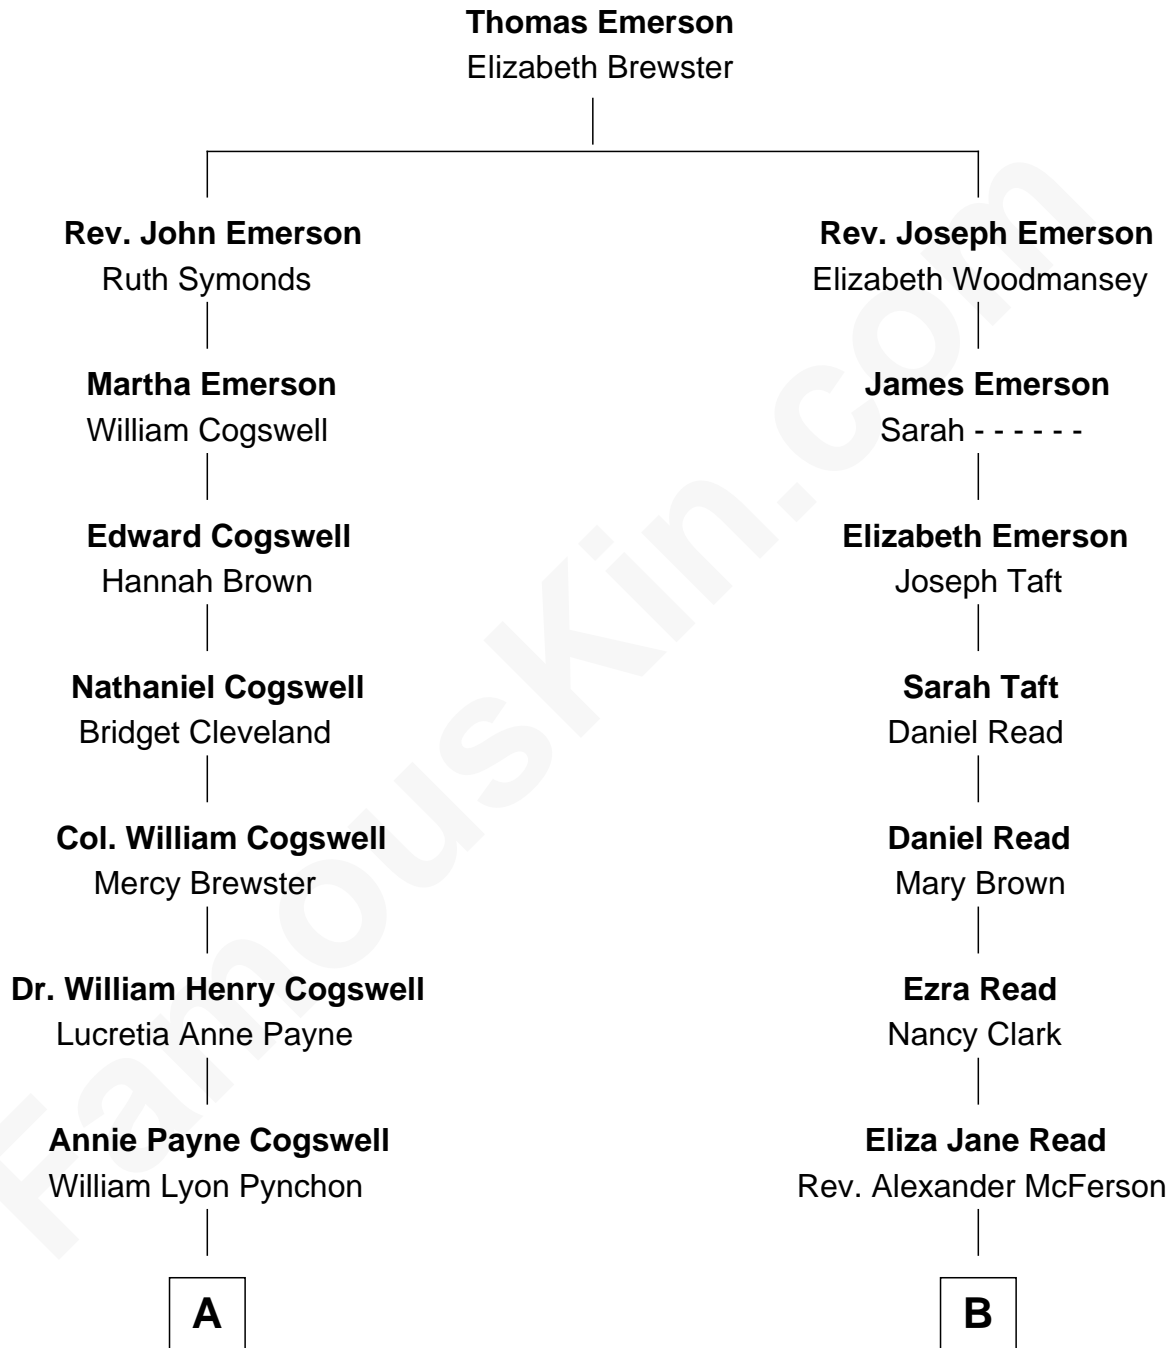 Thomas Emerson
Elizabeth Brewster
Rev. John Emerson
Ruth Symonds
Rev. Joseph Emerson
Elizabeth Woodmansey
Martha Emerson
William Cogswell
James Emerson
Sarah - - - - - -
Edward Cogswell
Hannah Brown
Elizabeth Emerson
Joseph Taft
Nathaniel Cogswell
Bridget Cleveland
Sarah Taft
Daniel Read
Col. William Cogswell
Mercy Brewster
Daniel Read
Mary Brown
Dr. William Henry Cogswell
Lucretia Anne Payne
Ezra Read
Nancy Clark
Annie Payne Cogswell
William Lyon Pynchon
Eliza Jane Read
Rev. Alexander McFerson
A
B
FamousKin.com